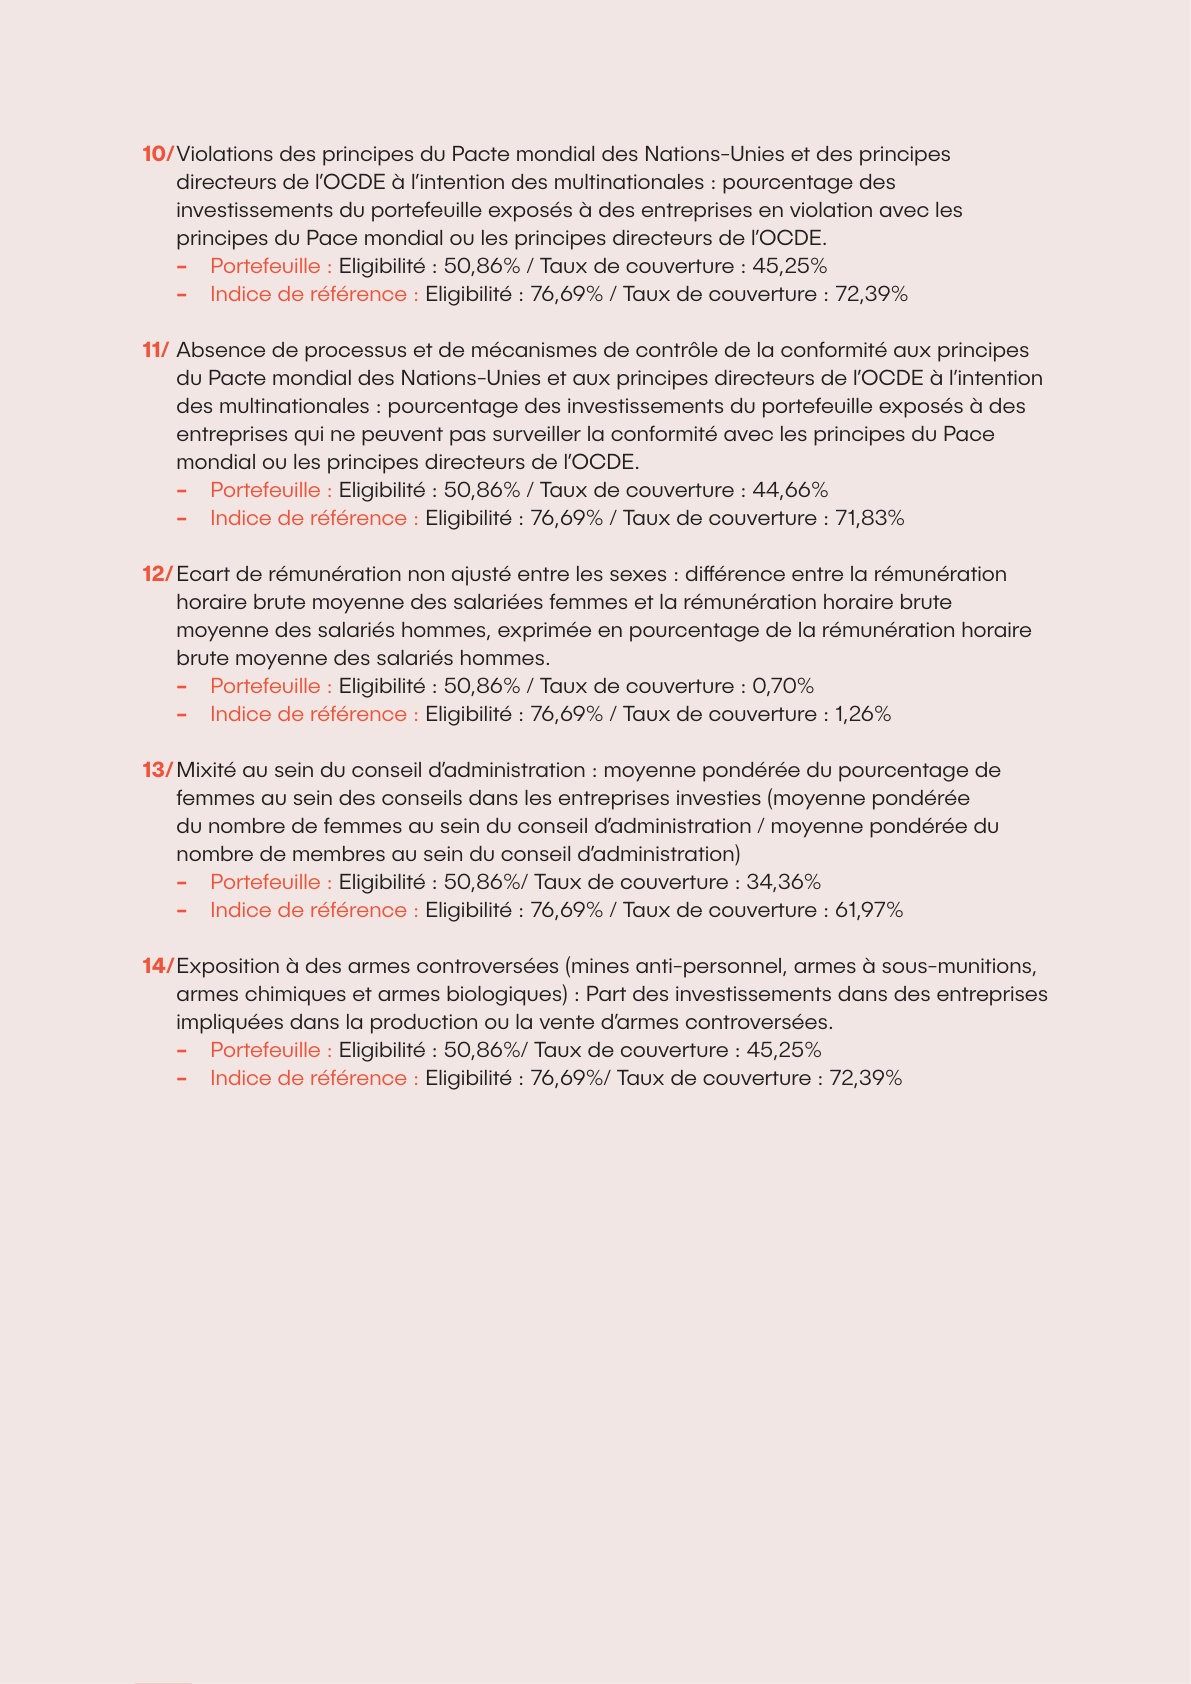 10/ Violations des principes du Pacte mondial des Nations-Unies et des principes
directeurs de l'OCDE à l'intention des multinationales : pourcentage des
investissements du portefeuille exposés à des entreprises en violation avec les
principes du Pace mondial ou les principes directeurs de l'OCDE.
– Portefeuille : Eligibilité : 50,86% / Taux de couverture : 45,25%
– Indice de référence : Eligibilité : 76,69% / Taux de couverture : 72,39%
11/ Absence de processus et de mécanismes de contrôle de la conformité aux principes
du Pacte mondial des Nations-Unies et aux principes directeurs de l'OCDE à l'intention
des multinationales : pourcentage des investissements du portefeuille exposés à des
entreprises qui ne peuvent pas surveiller la conformité avec les principes du Pace
mondial ou les principes directeurs de l'OCDE.
– Portefeuille : Eligibilité : 50,86% / Taux de couverture : 44,66%
– Indice de référence : Eligibilité : 76,69% / Taux de couverture : 71,83%
12/ Ecart de rémunération non ajusté entre les sexes : différence entre la rémunération
horaire brute moyenne des salariées femmes et la rémunération horaire brute
moyenne des salariés hommes, exprimée en pourcentage de la rémunération horaire
brute moyenne des salariés hommes.
– Portefeuille : Eligibilité : 50,86% / Taux de couverture : 0,70%
– Indice de référence : Eligibilité : 76,69% / Taux de couverture : 1,26%
13/ Mixité au sein du conseil d'administration : moyenne pondérée du pourcentage de
femmes au sein des conseils dans les entreprises investies (moyenne pondérée
du nombre de femmes au sein du conseil d'administration / moyenne pondérée du
nombre de membres au sein du conseil d'administration)
– Portefeuille : Eligibilité : 50,86%/ Taux de couverture : 34,36%
– Indice de référence : Eligibilité : 76,69% / Taux de couverture : 61,97%
14/ Exposition à des armes controversées (mines anti-personnel, armes à sous-munitions,
armes chimiques et armes biologiques) : Part des investissements dans des entreprises
impliquées dans la production ou la vente d'armes controversées.
– Portefeuille : Eligibilité : 50,86%/ Taux de couverture : 45,25%
– Indice de référence : Eligibilité : 76,69%/ Taux de couverture : 72,39%